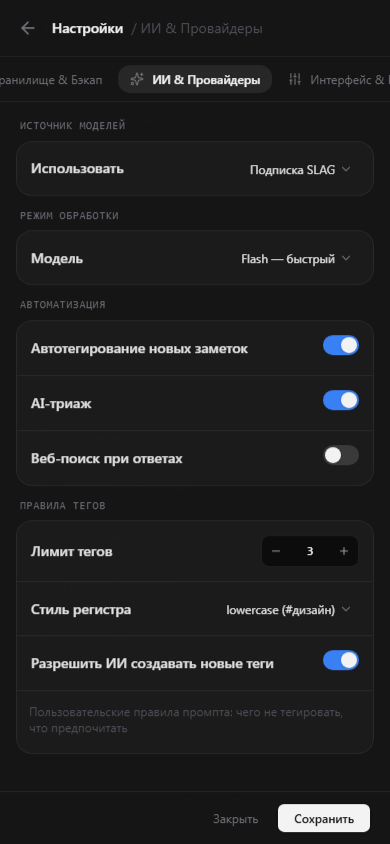 Настройки / ИИ & Провайдеры
ранилище & Бэкап ИИ & Провайдеры Интерфейс &
ИСТОЧНИК МОДЕЛЕЙ
Использовать Подписка SLAG
РЕЖИМ ОБРАБОТКИ
Модель Flash — быстрый
АВТОМАТИЗАЦИЯ
Автотегирование новых заметок
AI-триаж
Веб-поиск при ответах
ПРАВИЛА ТЕГОВ
Лимит тегов − 3 +
Стиль регистра lowercase (#дизайн)
Разрешить ИИ создавать новые теги
Пользовательские правила промпта: чего не тегировать,
что предпочитать
Закрыть Сохранить